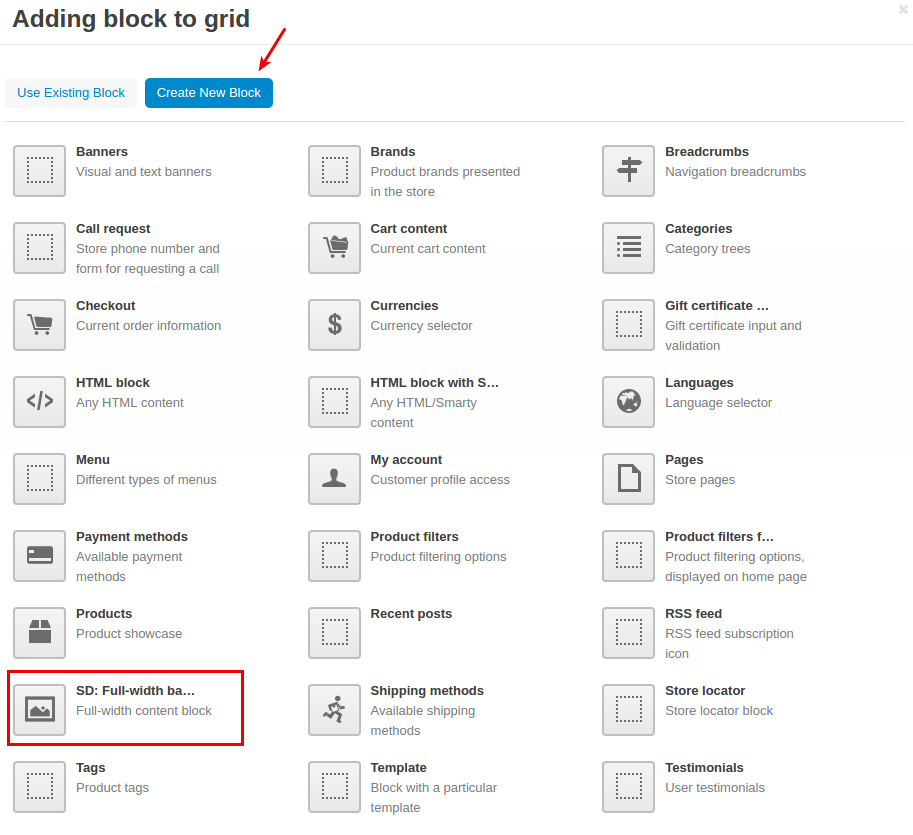 Adding block to grid
Use Existing Block
Create New Block
Banners
Visual and text banners
Brands
Product brands presented
in the store
Breadcrumbs
Navigation breadcrumbs
Call request
Store phone number and
form for requesting a call
Cart content
Current cart content
Categories
Category trees
Checkout
Current order information
Currencies
Currency selector
Gift certificate ...
Gift certificate input and
validation
HTML block
Any HTML content
HTML block with S...
Any HTML/Smarty
content
Languages
Language selector
Menu
Different types of menus
My account
Customer profile access
Pages
Store pages
Payment methods
Available payment
methods
Product filters
Product filtering options
Product filters f...
Product filtering options,
displayed on home page
Products
Product showcase
Recent posts
RSS feed
RSS feed subscription
icon
SD: Full-width ba...
Full-width content block
Shipping methods
Available shipping
methods
Store locator
Store locator block
Tags
Product tags
Template
Block with a particular
template
Testimonials
User testimonials